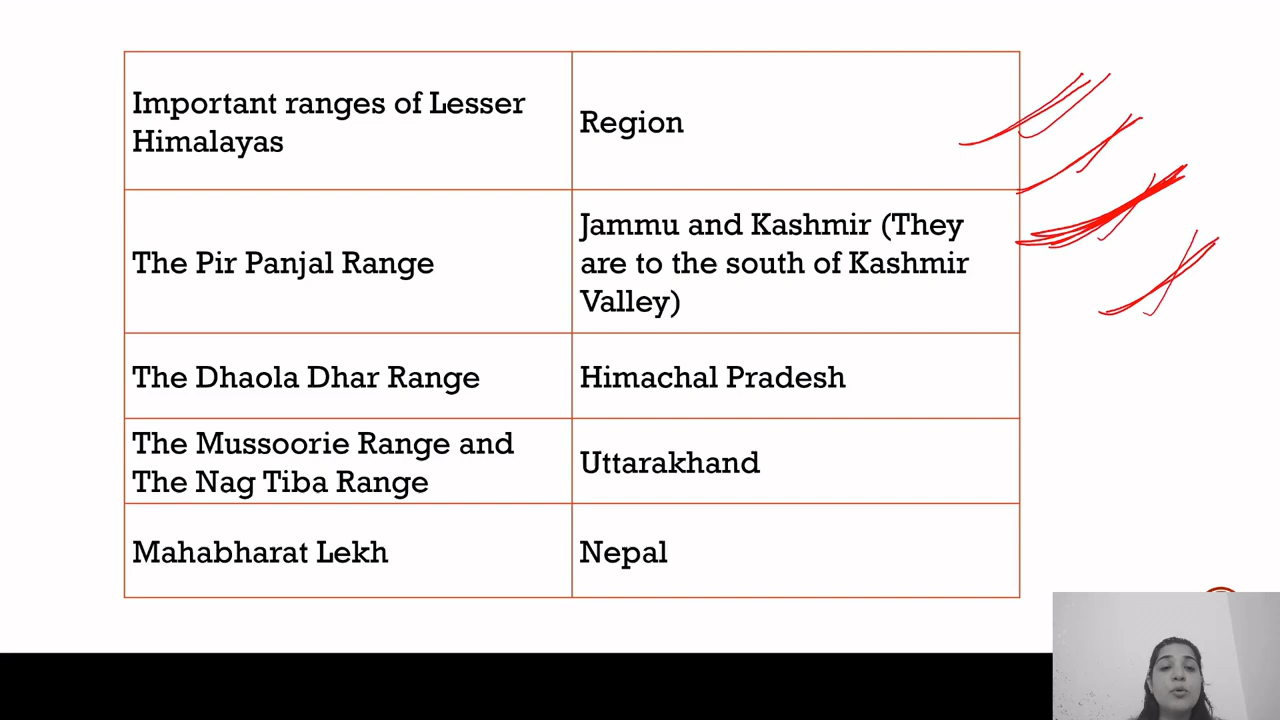 Important ranges of Lesser
Himalayas
Region
The Pir Panjal Range
Jammu and Kashmir (They
are to the south of Kashmir
Valley)
The Dhaola Dhar Range
Himachal Pradesh
The Mussoorie Range and
The Nag Tiba Range
Uttarakhand
Mahabharat Lekh
Nepal